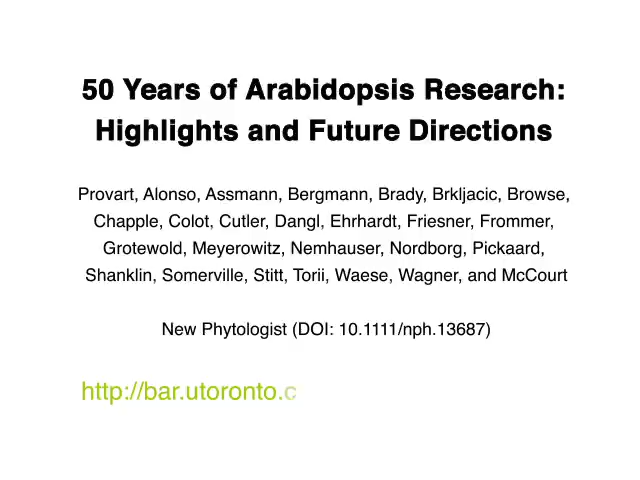 50 Years of Arabidopsis Research:
Highlights and Future Directions
Provart, Alonso, Assmann, Bergmann, Brady, Brkljacic, Browse,
Chapple, Colot, Cutler, Dangl, Ehrhardt, Friesner, Frommer,
Grotewold, Meyerowitz, Nemhauser, Nordborg, Pickaard,
Shanklin, Somerville, Stitt, Torii, Waese, Wagner, and McCourt
New Phytologist (DOI: 10.1111/nph.13687)
http://bar.utoronto.c